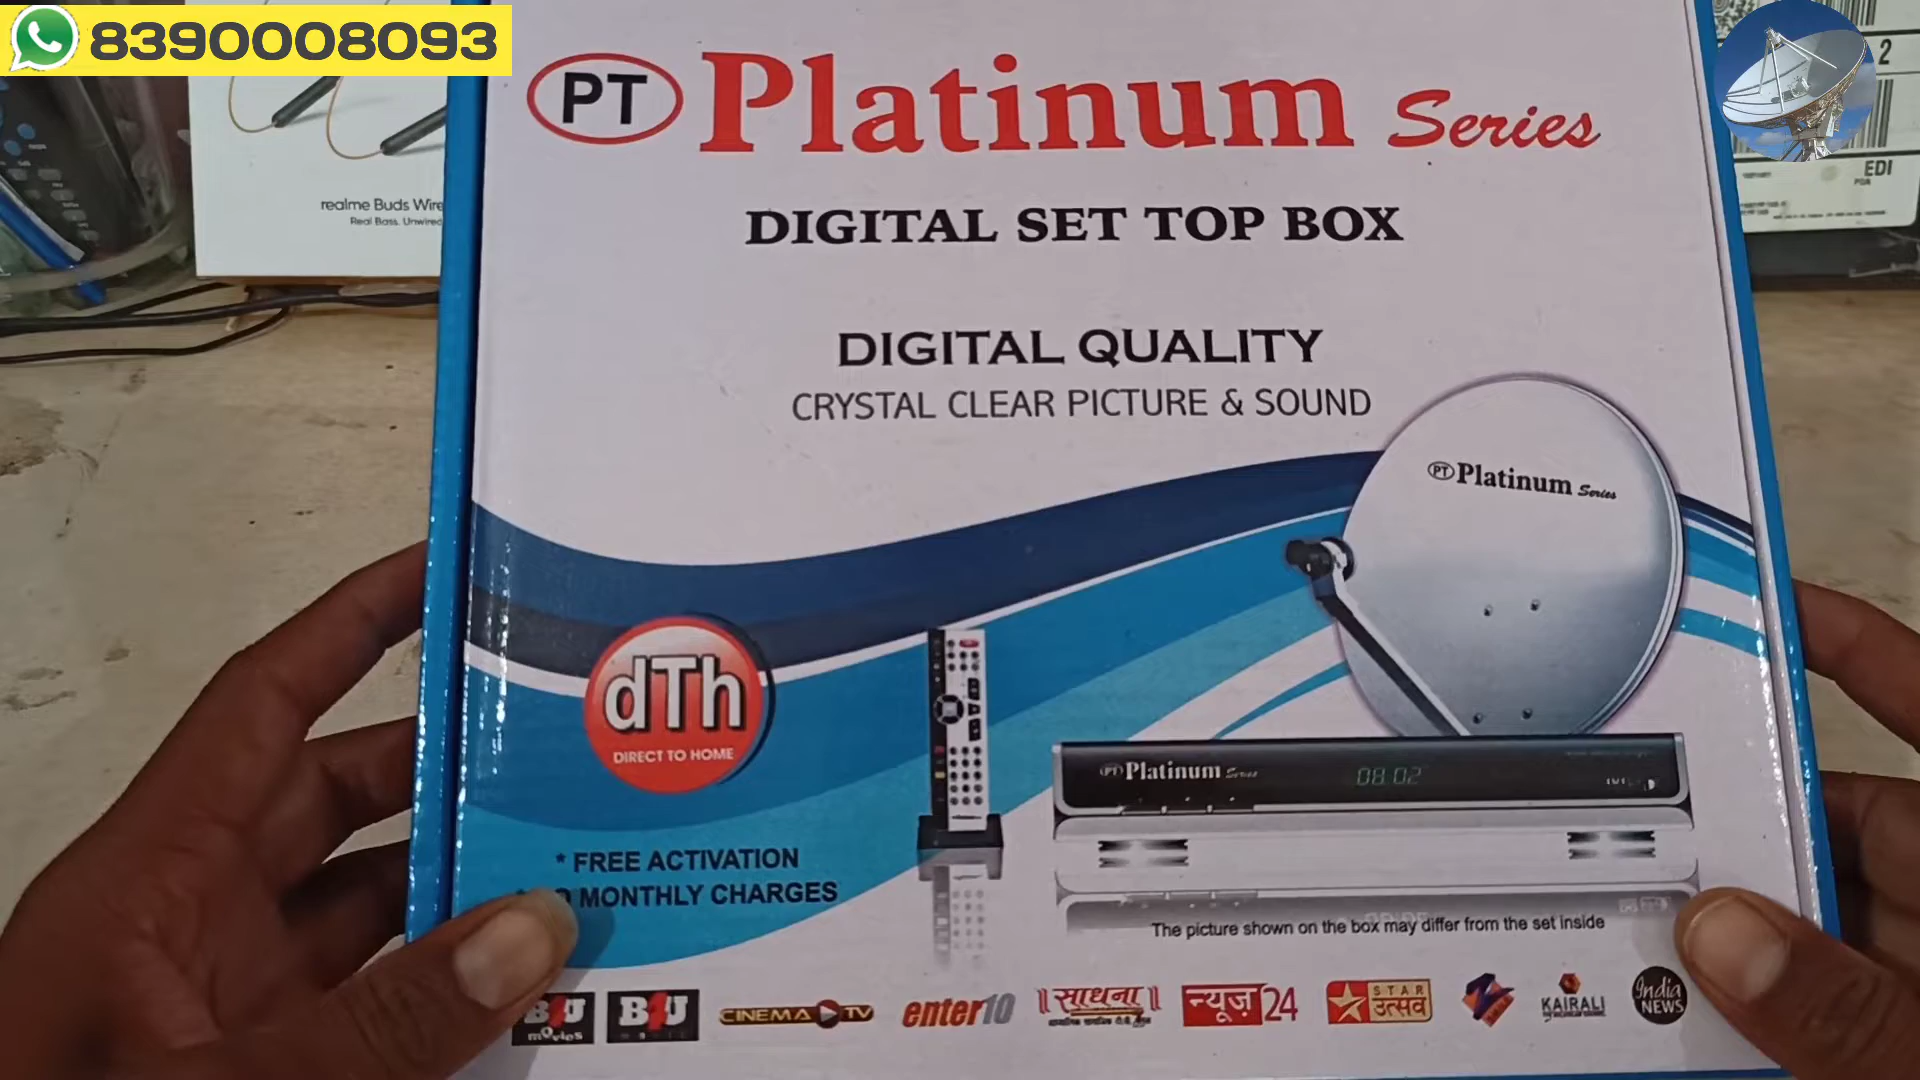 8390008093
2
EDI
realme Buds Wire
Real Bass. Unwired
PT Platinum Series
DIGITAL SET TOP BOX
DIGITAL QUALITY
CRYSTAL CLEAR PICTURE & SOUND
PT Platinum Series
dTh
DIRECT TO HOME
PT Platinum Series
08 02
* FREE ACTIVATION
MONTHLY CHARGES
The picture shown on the box may differ from the set inside
B4U movies
B4U
CINEMA TV
enter10
साधना
न्यूज़ 24
STAR उत्सव
KAIRALI
India NEWS